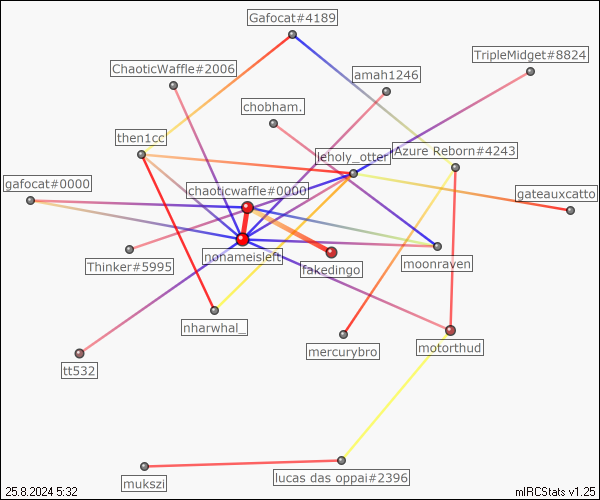 Gafocat#4189
TripleMidget#8824
ChaoticWaffle#2006
amah1246
chobham.
then1cc
leholy_otter
Azure Reborn#4243
gafocat#0000
chaoticwaffle#0000
gateauxcatto
nonameisleft
moonraven
Thinker#5995
fakedingo
nharwhal_
mercurybro
motorthud
tt532
mukszi
lucas das oppai#2396
25.8.2024 5:32
mIRCStats v1.25